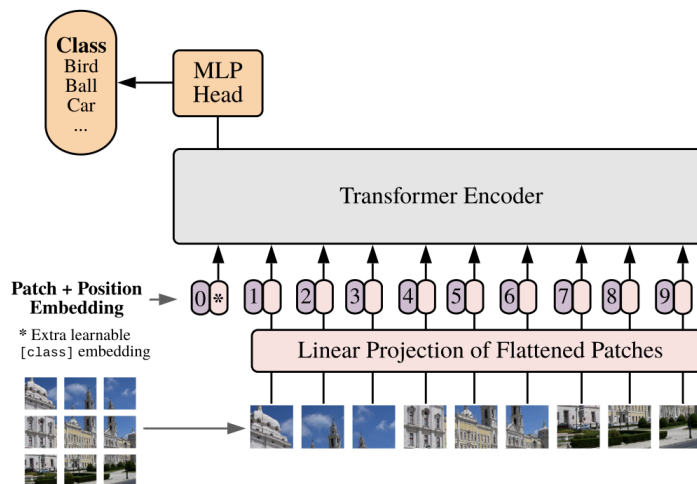 Class
Bird
Ball
Car
...
MLP
Head
Transformer Encoder
Patch + Position
Embedding
0 * 1 2 3 4 5 6 7 8 9
* Extra learnable
[class] embedding
Linear Projection of Flattened Patches